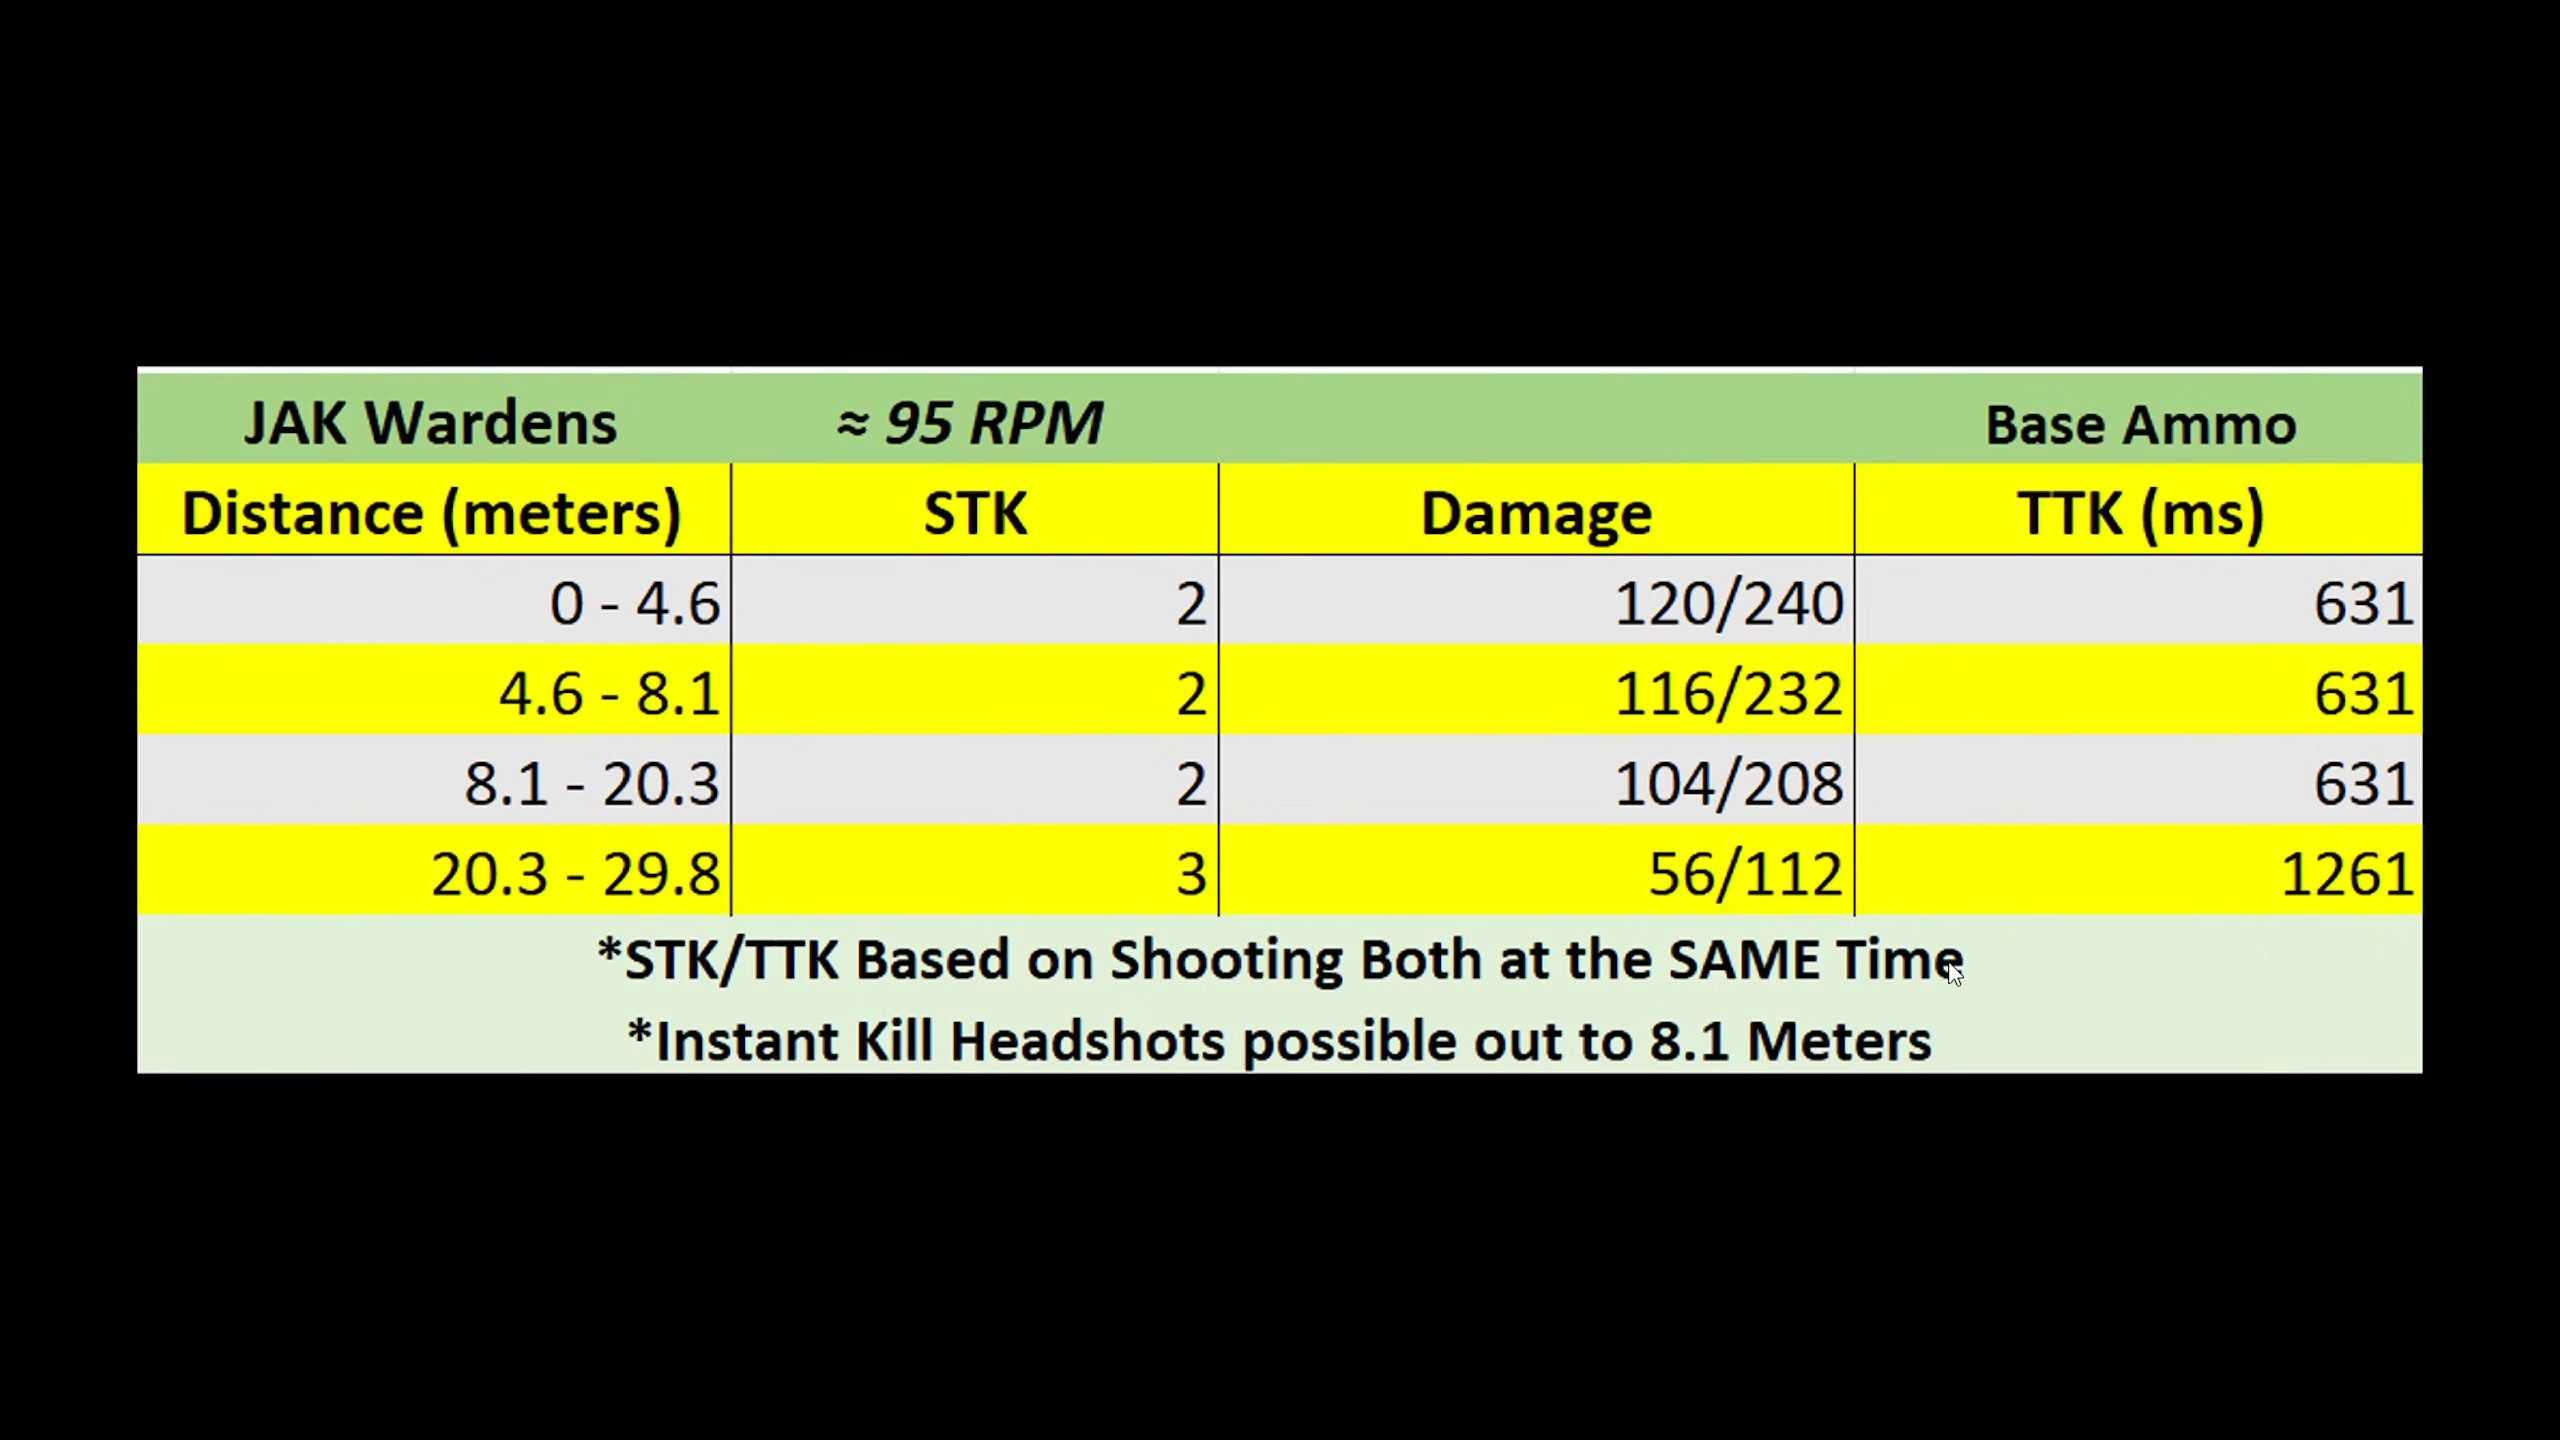 JAK Wardens ≈ 95 RPM Base Ammo
Distance (meters) STK Damage TTK (ms)
0 - 4.6 2 120/240 631
4.6 - 8.1 2 116/232 631
8.1 - 20.3 2 104/208 631
20.3 - 29.8 3 56/112 1261
*STK/TTK Based on Shooting Both at the SAME Time
*Instant Kill Headshots possible out to 8.1 Meters